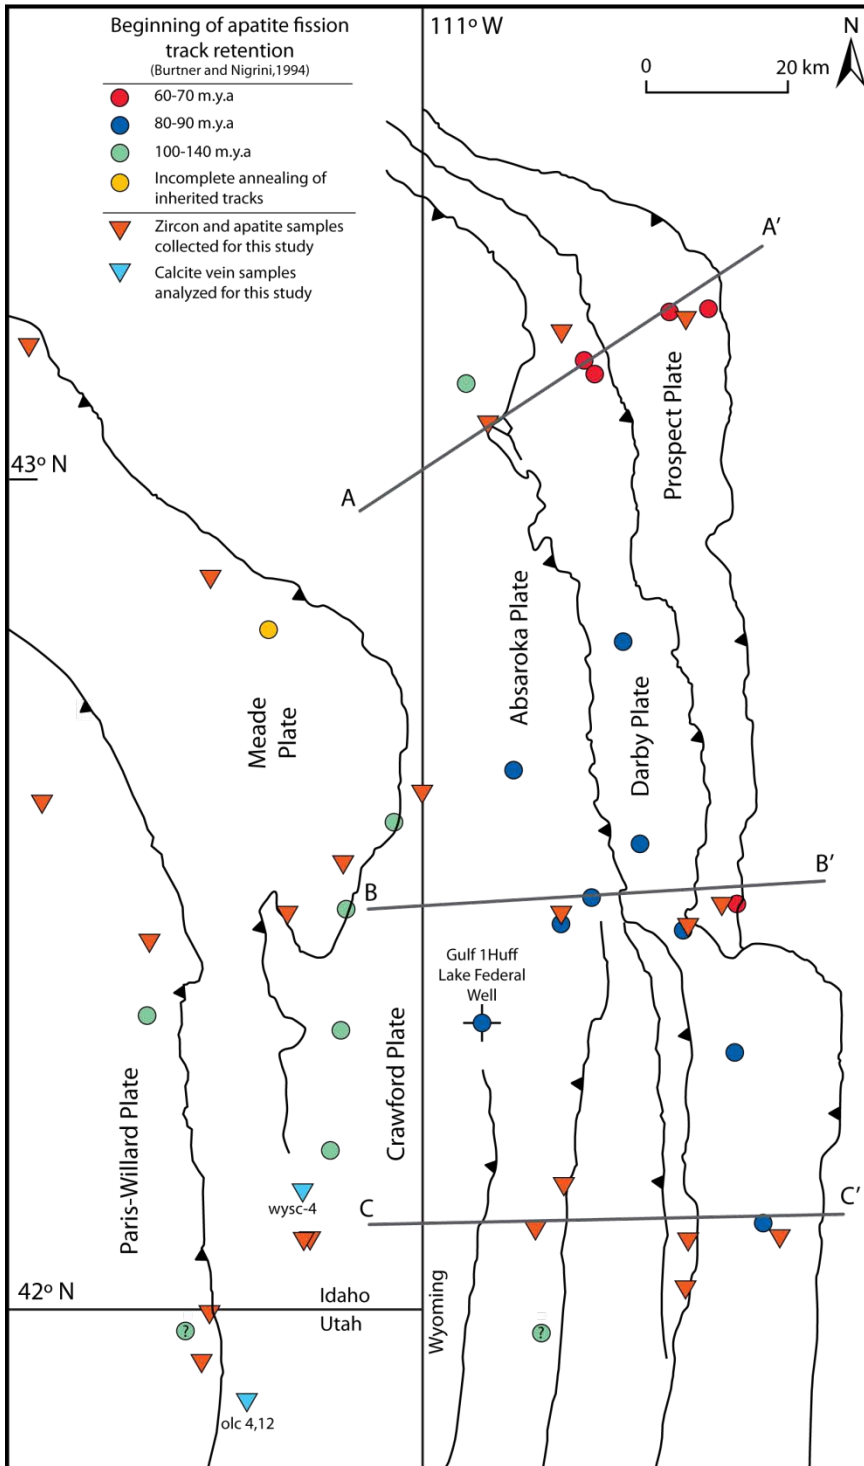 Beginning of apatite fission
track retention
(Burtner and Nigrini,1994)
60-70 m.y.a
80-90 m.y.a
100-140 m.y.a
Incomplete annealing of
inherited tracks
Zircon and apatite samples
collected for this study
Calcite vein samples
analyzed for this study
111º W
N
0
20 km
A'
Prospect Plate
43º N
A
Absaroka Plate
Meade
Plate
Darby Plate
B
B'
Gulf 1Huff
Lake Federal
Well
Crawford Plate
Paris-Willard Plate
wysc-4
C
C'
42º N
Idaho
Utah
Wyoming
?
?
olc 4,12